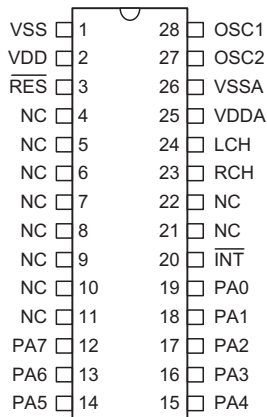 VSS 1 28 OSC1
VDD 2 27 OSC2
R̅E̅S̅ 3 26 VSSA
NC 4 25 VDDA
NC 5 24 LCH
NC 6 23 RCH
NC 7 22 NC
NC 8 21 NC
NC 9 20 I̅N̅T̅
NC 10 19 PA0
NC 11 18 PA1
PA7 12 17 PA2
PA6 13 16 PA3
PA5 14 15 PA4